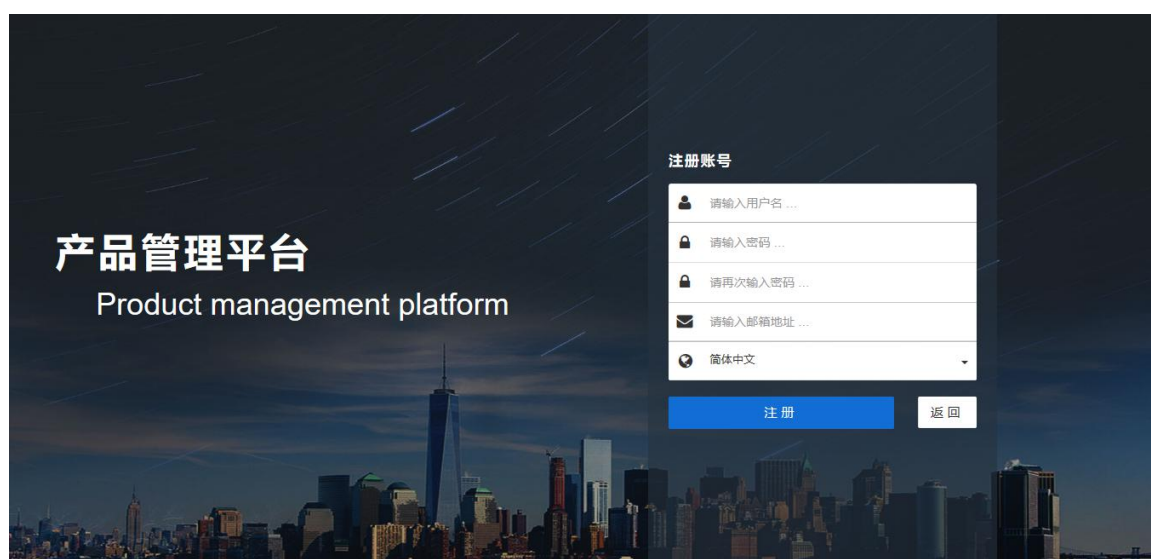 产品管理平台
Product management platform
注册账号
请输入用户名 ...
请输入密码 ...
请再次输入密码 ...
请输入邮箱地址 ...
简体中文
注 册
返 回